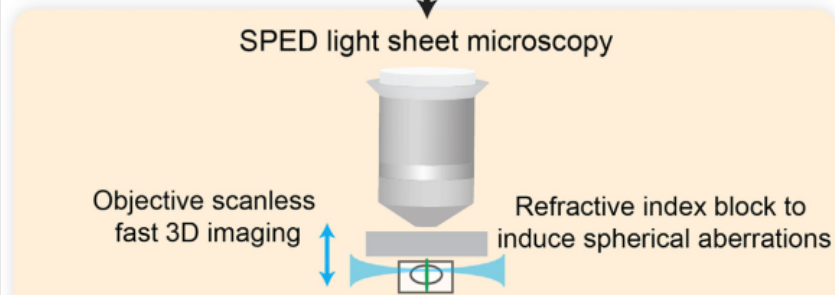 SPED light sheet microscopy
Objective scanless
fast 3D imaging
Refractive index block to
induce spherical aberrations